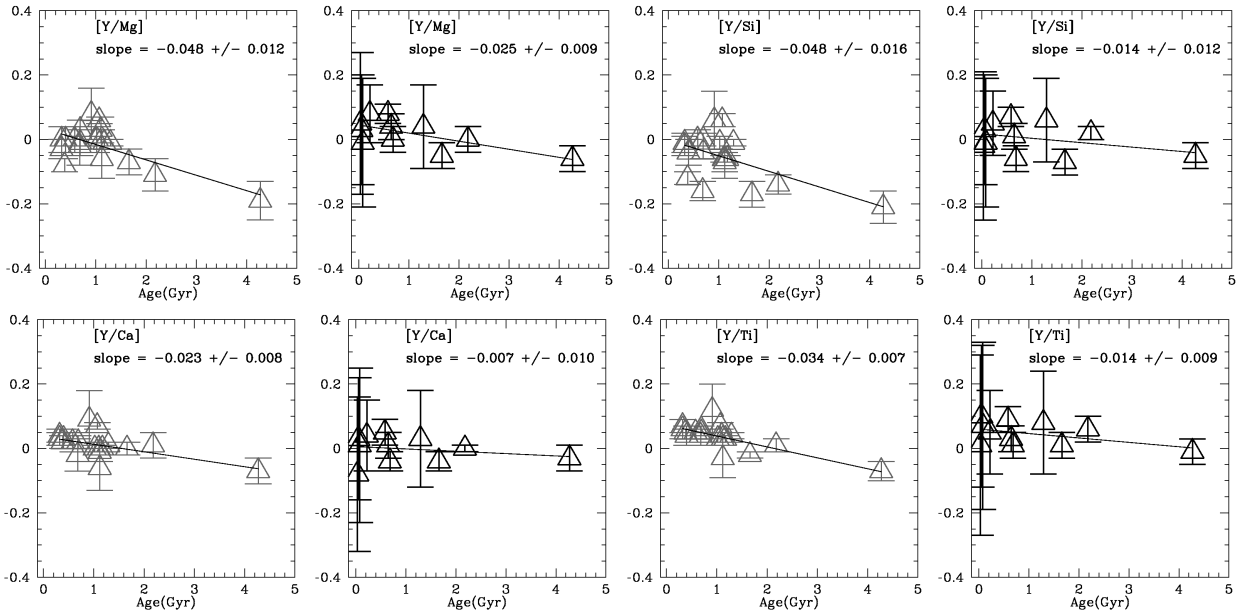 [Y/Mg]
slope = -0.048 +/- 0.012
0.4
0.2
0
-0.2
-0.4
0 1 2 3 4 5
Age(Gyr)
[Y/Mg]
slope = -0.025 +/- 0.009
0.4
0.2
0
-0.2
-0.4
0 1 2 3 4 5
Age(Gyr)
[Y/Si]
slope = -0.048 +/- 0.016
0.4
0.2
0
-0.2
-0.4
0 1 2 3 4 5
Age(Gyr)
[Y/Si]
slope = -0.014 +/- 0.012
0.4
0.2
0
-0.2
-0.4
0 1 2 3 4 5
Age(Gyr)
[Y/Ca]
slope = -0.023 +/- 0.008
0.4
0.2
0
-0.2
-0.4
0 1 2 3 4 5
Age(Gyr)
[Y/Ca]
slope = -0.007 +/- 0.010
0.4
0.2
0
-0.2
-0.4
0 1 2 3 4 5
Age(Gyr)
[Y/Ti]
slope = -0.034 +/- 0.007
0.4
0.2
0
-0.2
-0.4
0 1 2 3 4 5
Age(Gyr)
[Y/Ti]
slope = -0.014 +/- 0.009
0.4
0.2
0
-0.2
-0.4
0 1 2 3 4 5
Age(Gyr)